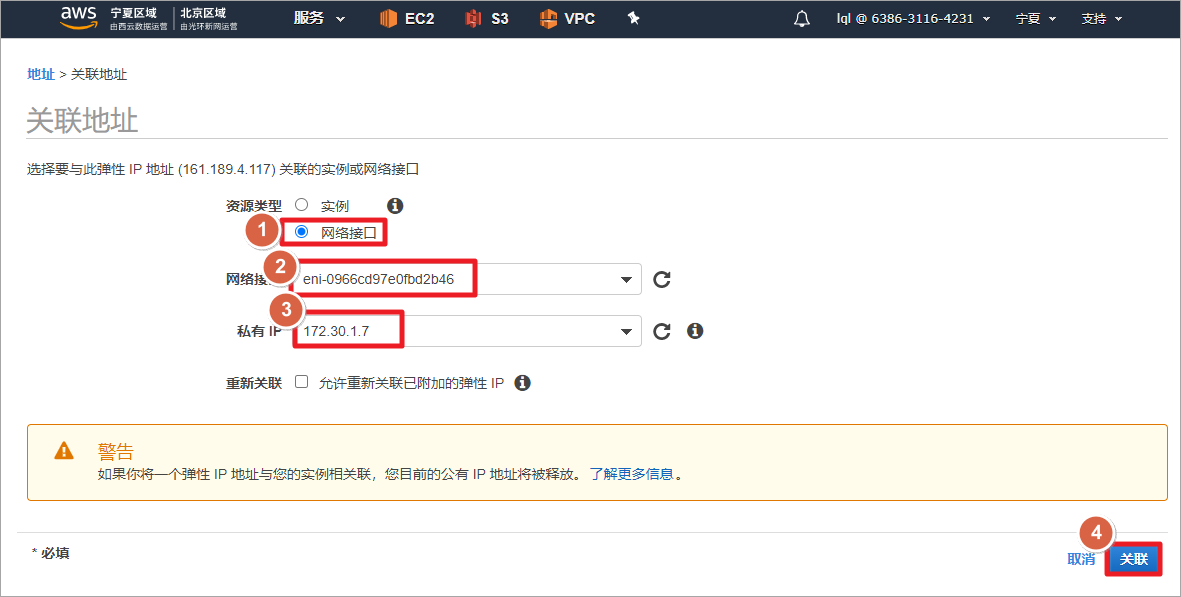 aws 宁夏区域 由西云数据运营 北京区域 由光环新网运营 服务 EC2 S3 VPC lql @ 6386-3116-4231 宁夏 支持
地址 > 关联地址
关联地址
选择要与此弹性 IP 地址 (161.189.4.117) 关联的实例或网络接口
资源类型 实例
1 网络接口
2 网络接 eni-0966cd97e0fbd2b46
3 私有 IP 172.30.1.7
重新关联 允许重新关联已附加的弹性 IP
警告
如果你将一个弹性 IP 地址与您的实例相关联，您目前的公有 IP 地址将被释放。 了解更多信息。
* 必填
4 取消 关联